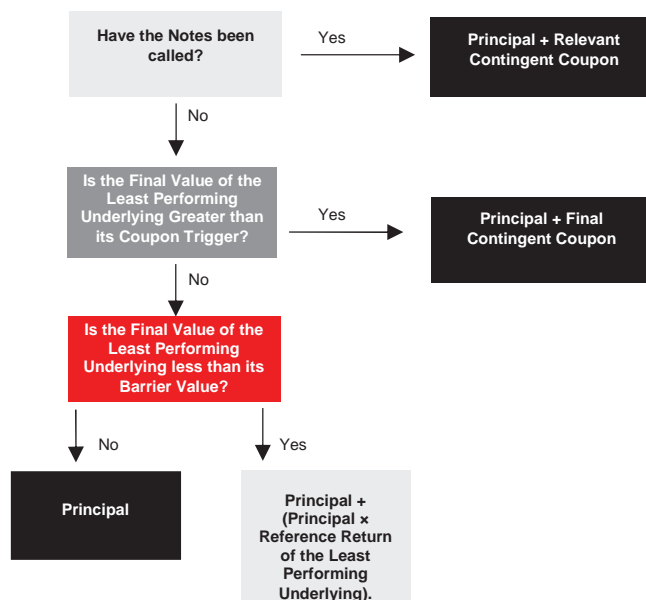 Have the Notes been
called?
Yes
Principal + Relevant
Contingent Coupon
No
Is the Final Value of the
Least Performing
Underlying Greater than
its Coupon Trigger?
Yes
Principal + Final
Contingent Coupon
No
Is the Final Value of the
Least Performing
Underlying less than its
Barrier Value?
No
Yes
Principal
Principal +
(Principal ×
Reference Return
of the Least
Performing
Underlying).